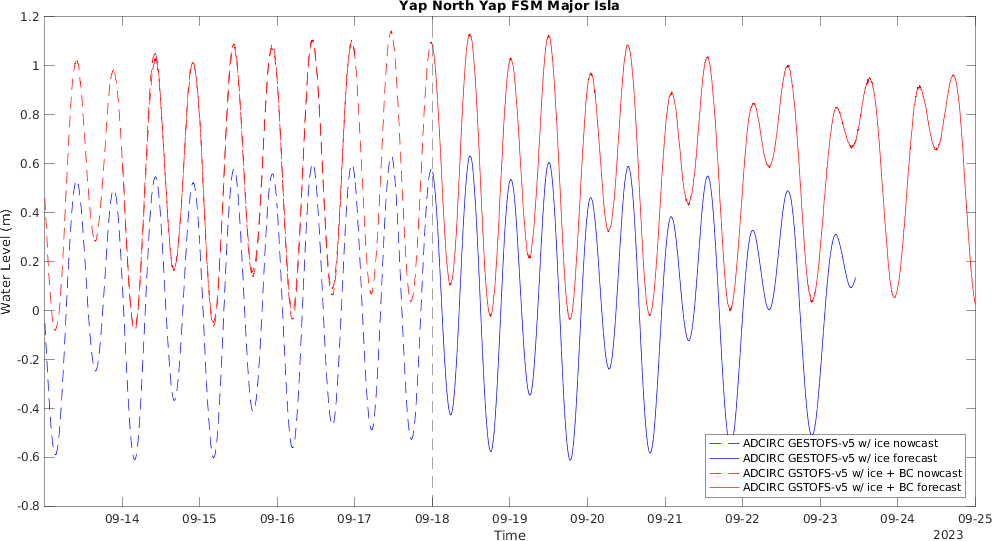 Yap North Yap FSM Major Isla
1.2
1
0.8
0.6
0.4
0.2
0
-0.2
-0.4
-0.6
-0.8
Water Level (m)
ADCIRC GESTOFS-v5 w/ ice nowcast
ADCIRC GESTOFS-v5 w/ ice forecast
ADCIRC GSTOFS-v5 w/ ice + BC nowcast
ADCIRC GSTOFS-v5 w/ ice + BC forecast
09-14 09-15 09-16 09-17 09-18 09-19 09-20 09-21 09-22 09-23 09-24 09-25
Time
2023